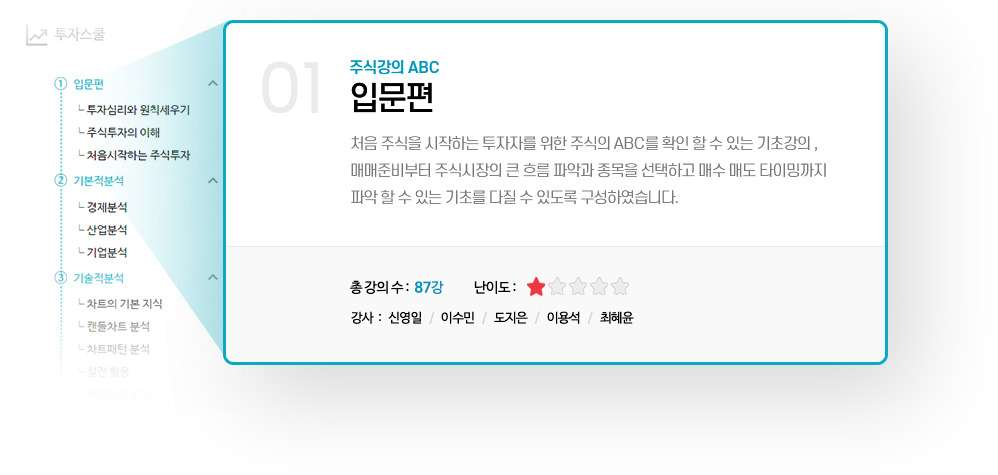 투자스쿨
① 입문편
투자심리와 원칙세우기
주식투자의 이해
처음시작하는 주식투자
② 기본적분석
경제분석
산업분석
기업분석
③ 기술적분석
차트의 기본 지식
캔들차트 분석
차트패턴 분석
실전 활용
01
주식강의 ABC
입문편
처음 주식을 시작하는 투자자를 위한 주식의 ABC를 확인 할 수 있는 기초강의 ,
매매준비부터 주식시장의 큰 흐름 파악과 종목을 선택하고 매수 매도 타이밍까지
파악 할 수 있는 기초를 다질 수 있도록 구성하였습니다.
총 강의 수 : 87강 난이도 :
강사 : 신영일 / 이수민 / 도지은 / 이용석 / 최혜윤